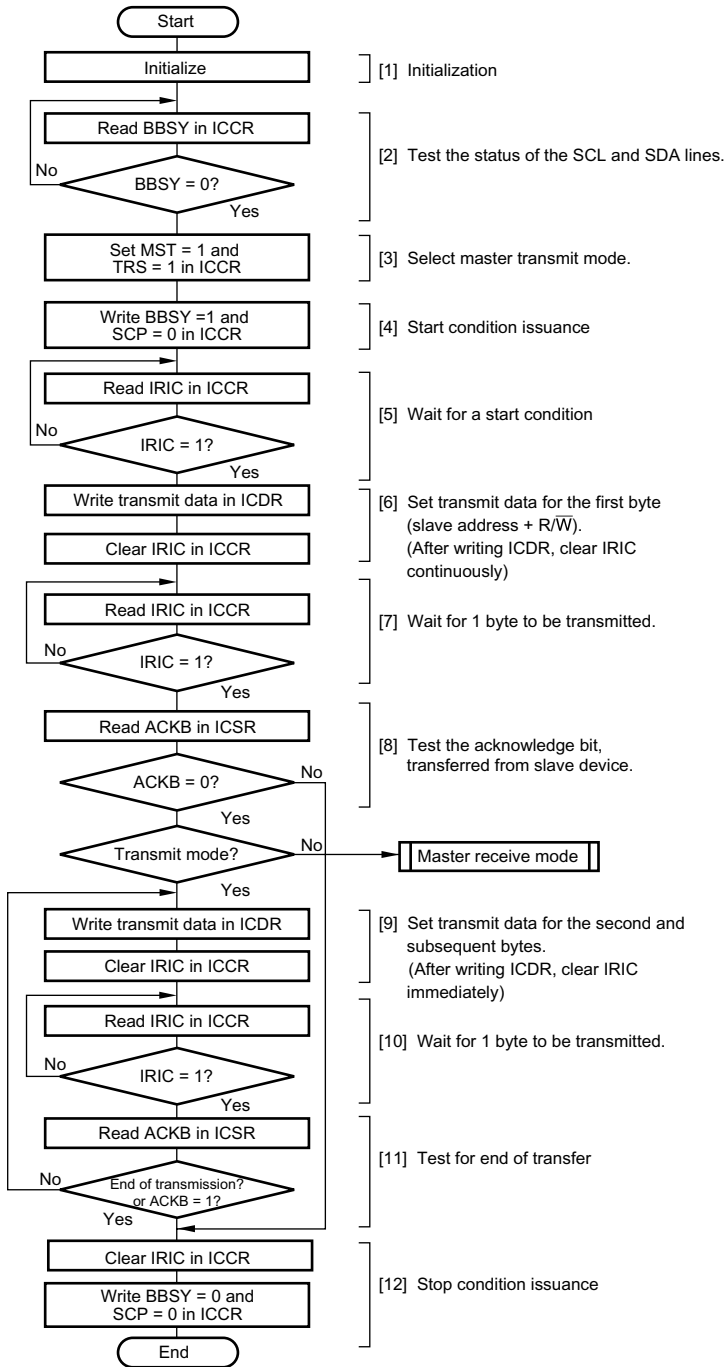 Start
Initialize
[1] Initialization
Read BBSY in ICCR
No
BBSY = 0?
Yes
[2] Test the status of the SCL and SDA lines.
Set MST = 1 and
TRS = 1 in ICCR
[3] Select master transmit mode.
Write BBSY =1 and
SCP = 0 in ICCR
[4] Start condition issuance
Read IRIC in ICCR
No
IRIC = 1?
Yes
[5] Wait for a start condition
Write transmit data in ICDR
Clear IRIC in ICCR
[6] Set transmit data for the first byte
(slave address + R/W̅).
(After writing ICDR, clear IRIC
continuously)
Read IRIC in ICCR
No
IRIC = 1?
Yes
[7] Wait for 1 byte to be transmitted.
Read ACKB in ICSR
ACKB = 0?
No
Yes
[8] Test the acknowledge bit,
transferred from slave device.
Transmit mode?
No
Master receive mode
Yes
Write transmit data in ICDR
Clear IRIC in ICCR
[9] Set transmit data for the second and
subsequent bytes.
(After writing ICDR, clear IRIC
immediately)
Read IRIC in ICCR
No
IRIC = 1?
Yes
[10] Wait for 1 byte to be transmitted.
Read ACKB in ICSR
No
End of transmission?
or ACKB = 1?
Yes
[11] Test for end of transfer
Clear IRIC in ICCR
Write BBSY = 0 and
SCP = 0 in ICCR
[12] Stop condition issuance
End